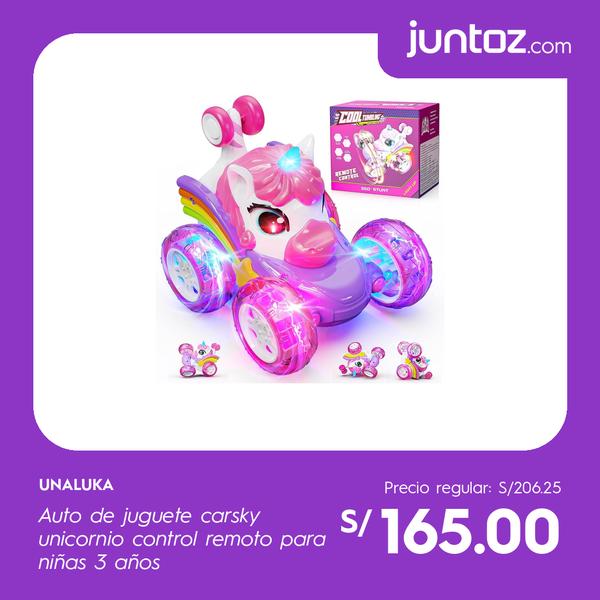 juntoz.com
COOL TUMBLING
REMOTE
CONTROL
360° STUNT
UNALUKA
Precio regular: S/206.25
Auto de juguete carsky
unicornio control remoto para
niñas 3 años
S/165.00